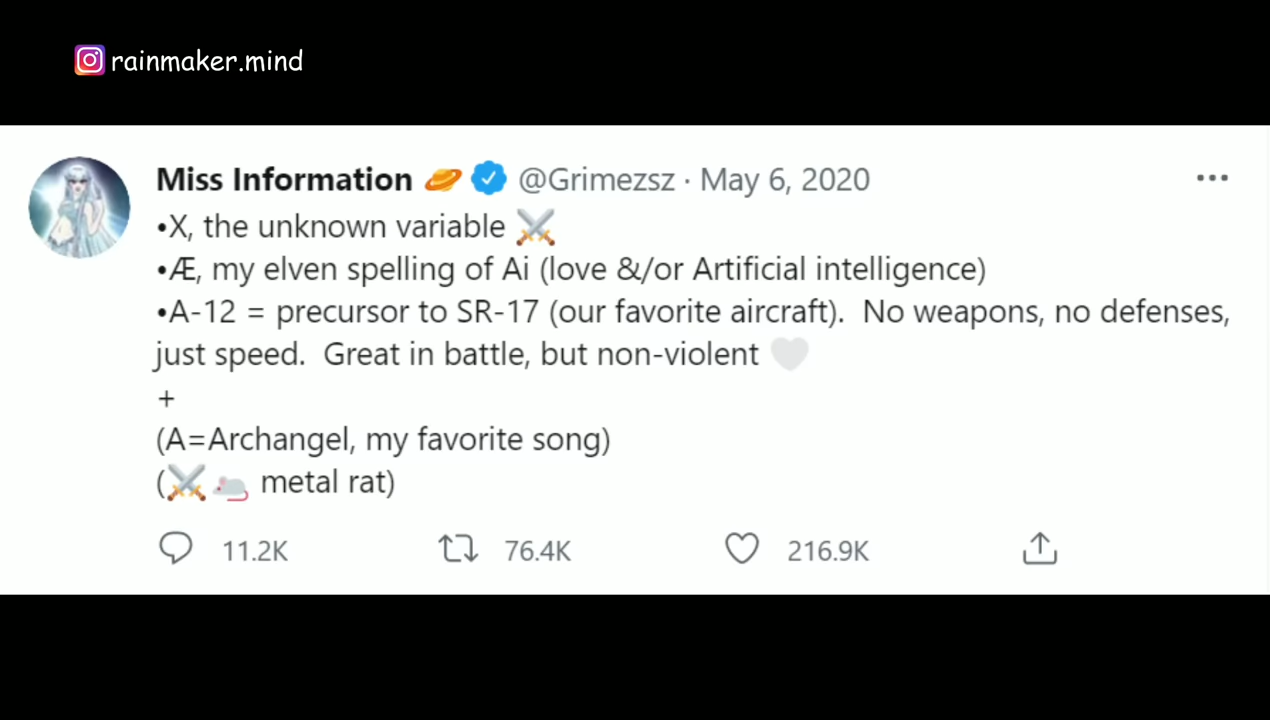 rainmaker.mind
Miss Information 🪐 @Grimezsz · May 6, 2020
•X, the unknown variable ⚔️
•Æ, my elven spelling of Ai (love &/or Artificial intelligence)
•A-12 = precursor to SR-17 (our favorite aircraft).  No weapons, no defenses,
just speed.  Great in battle, but non-violent 🤍
+
(A=Archangel, my favorite song)
(⚔️🐁 metal rat)
11.2K 76.4K 216.9K